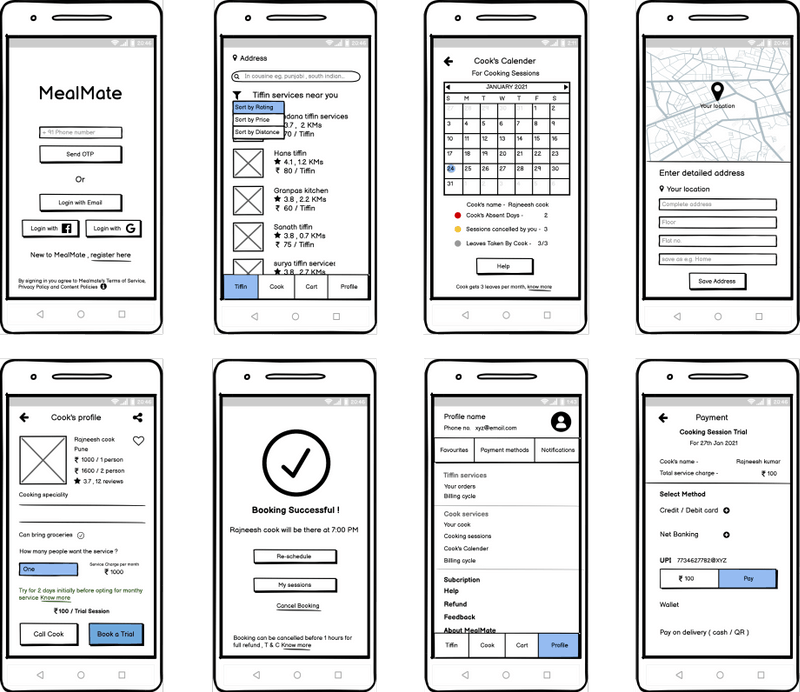 MealMate
+ 91 Phone number
Send OTP
Or
Login with Email
Login with
Login with G
New to MealMate , register here
By signing in you agree to Mealmate's Terms of Service,
Privacy Policy and Content Policies
Address
In cousine eg. punjabi , south indian...
Tiffin services near you
Sort by Rating
Sort by Price
Sort by Distance
dana tiffin services
3.7, 2 KMs
70 / Tiffin
Hans tiffin
4.1, 1.2 KMs
₹ 80 / Tiffin
Granpas kitchen
3.8 , 2.2 KMs
₹ 60 / Tiffin
Sanath tiffin
3.8 , 0.7 KMs
₹ 75 / Tiffin
surya tiffin services
3.8 , 2.7 KMs
Tiffin Cook Cart Profile
Cook's Calender
For Cooking Sessions
JANUARY 2021
S M T W T F S
1 2
3 4 5 6 7 8 9
10 11 12 13 14 15 16
17 18 19 20 21 22 23
24 25 26 27 28 29 30
31
Cook's name - Rajneesh cook
Cook's Absent Days - 2
Sessions cancelled by you - 3
Leaves Taken By Cook - 3/3
Help
Cook gets 3 leaves per month, know more
Your location
Enter detailed address
Your location
Complete address
Floor
Flat no.
save as e.g. Home
Save Address
Cook's profile
Rajneesh cook
Pune
₹ 1000 / 1 person
₹ 1600 / 2 person
3.7 , 12 reviews
Cooking speciality
Can bring groceries
How many people want the service ?
One
Service Charge per month
₹ 1000
Try for 2 days initially before opting for monthy
service Know more
₹ 100 / Trial Session
Call Cook
Book a Trial
Booking Successful !
Rajneesh cook will be there at 7:00 PM
Re-schedule
My sessions
Cancel Booking
Booking can be cancelled before 1 hours for
full refund , T & C Know more
Profile name
Phone no xyz@email.com
Favourites Payment methods Notifications
Tiffin services
Your orders
Billing cycle
Cook services
Your cook
Cooking sessions
Cook's Calendar
Billing cycle
Subcription
Help
Refund
Feedback
About MealMate
Tiffin Cook Cart Profile
Payment
Cooking Session Trial
For 27th Jan 2021
Cook's name - Rajneesh kumar
Total service charge - ₹ 100
Select Method
Credit / Debit card
Net Banking
UPI 7734627782@XYZ
₹ 100 Pay
Wallet
Pay on delivery ( cash / QR )